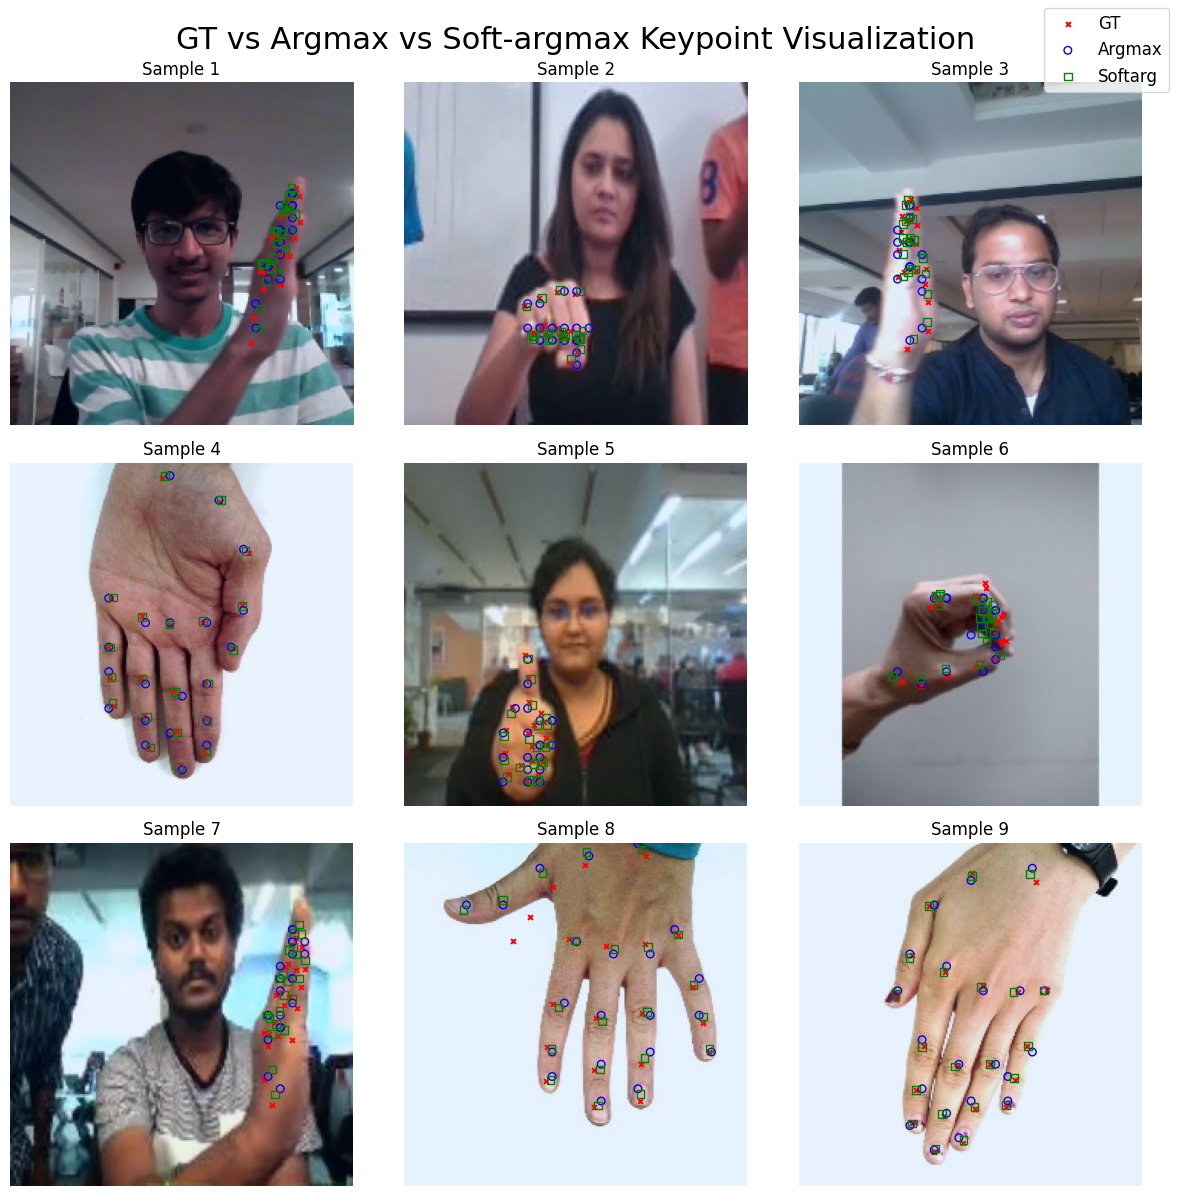 GT vs Argmax vs Soft-argmax Keypoint Visualization
GT
Argmax
Softarg
Sample 1
Sample 2
Sample 3
8
Sample 4
Sample 5
Sample 6
Sample 7
Sample 8
Sample 9